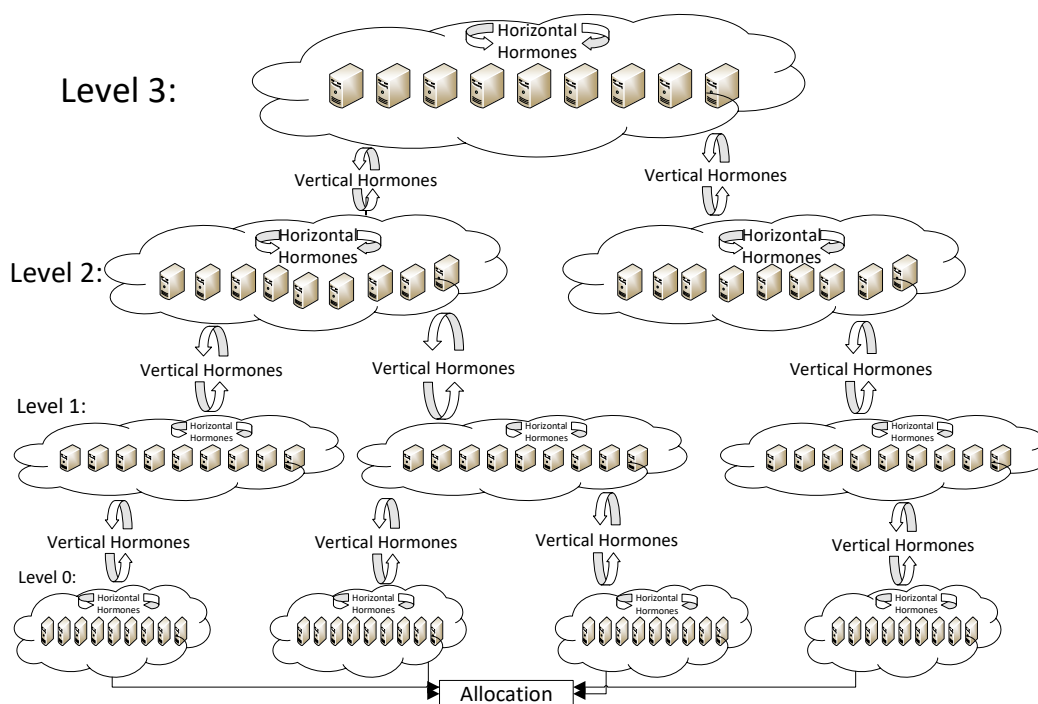 Horizontal
Hormones
Level 3:
Vertical Hormones
Vertical Hormones
Horizontal
Hormones
Horizontal
Hormones
Level 2:
Vertical Hormones
Vertical Hormones
Vertical Hormones
Level 1:
Horizontal
Hormones
Horizontal
Hormones
Horizontal
Hormones
Vertical Hormones
Vertical Hormones
Vertical Hormones
Vertical Hormones
Level 0:
Horizontal
Hormones
Horizontal
Hormones
Horizontal
Hormones
Horizontal
Hormones
Allocation